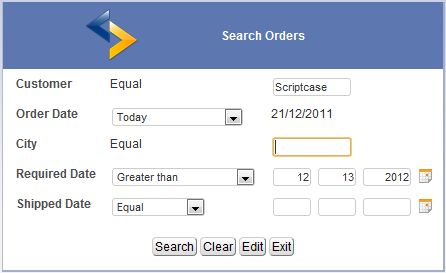 Search Orders
Customer Equal Scriptcase
Order Date Today 21/12/2011
City Equal
Required Date Greater than 12 13 2012
Shipped Date Equal
Search Clear Edit Exit